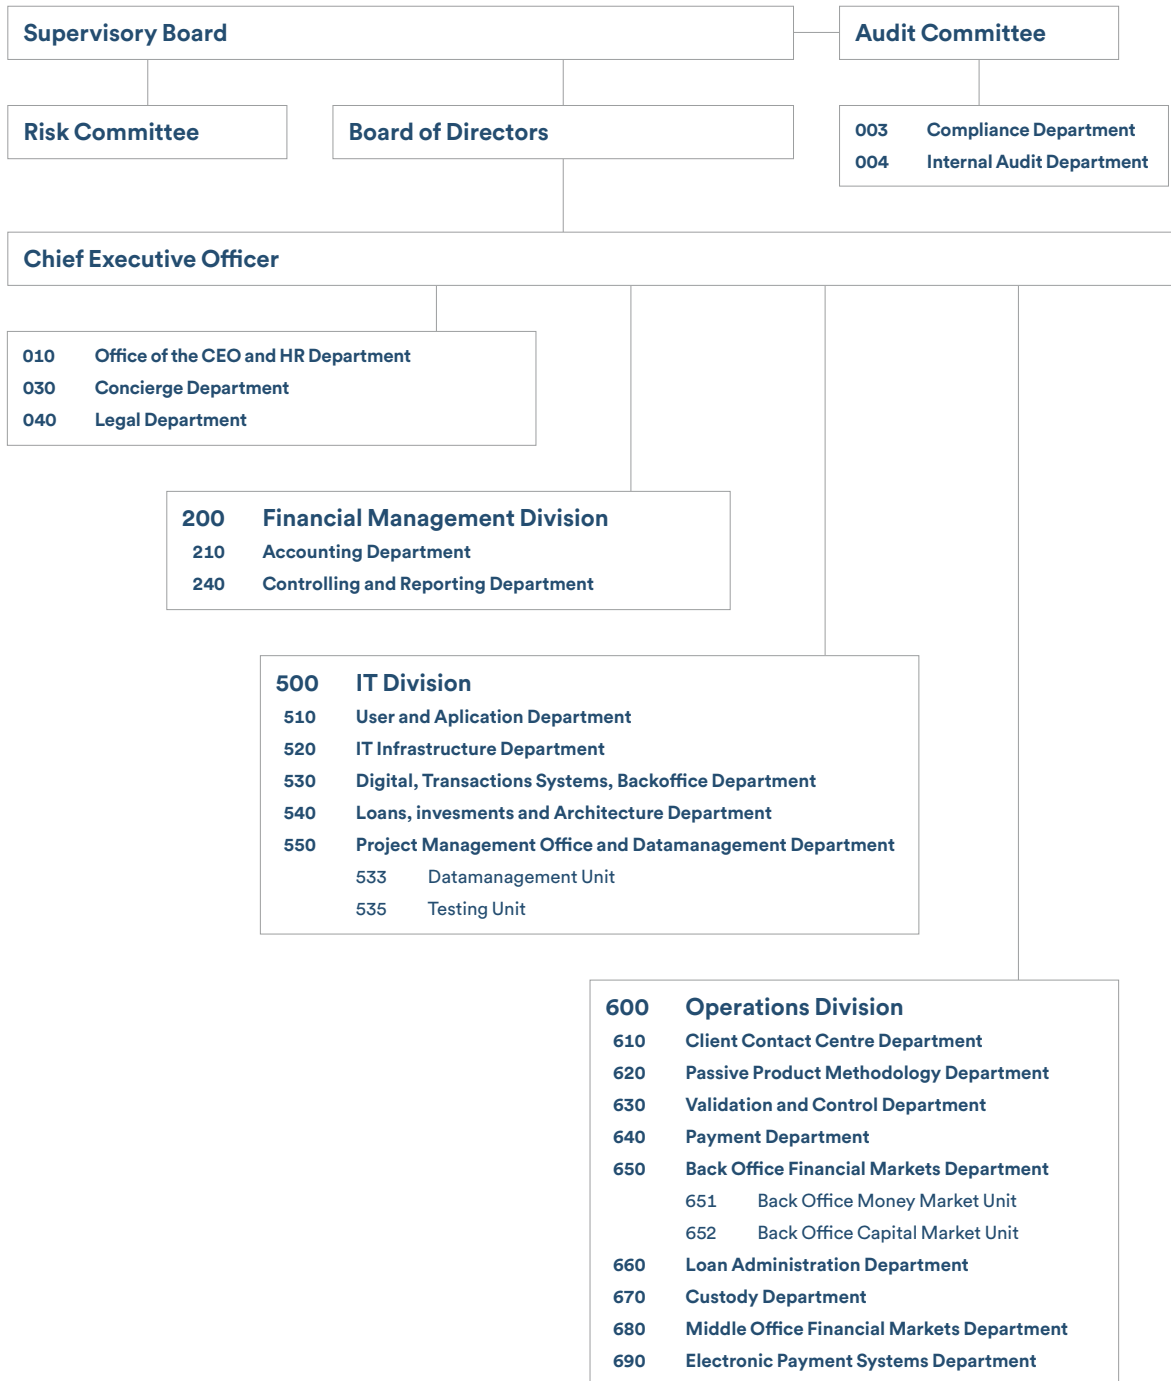 Supervisory Board
Audit Committee
Risk Committee
Board of Directors
003 Compliance Department
004 Internal Audit Department
Chief Executive Officer
010 Office of the CEO and HR Department
030 Concierge Department
040 Legal Department
200 Financial Management Division
210 Accounting Department
240 Controlling and Reporting Department
500 IT Division
510 User and Aplication Department
520 IT Infrastructure Department
530 Digital, Transactions Systems, Backoffice Department
540 Loans, invesments and Architecture Department
550 Project Management Office and Datamanagement Department
533 Datamanagement Unit
535 Testing Unit
600 Operations Division
610 Client Contact Centre Department
620 Passive Product Methodology Department
630 Validation and Control Department
640 Payment Department
650 Back Office Financial Markets Department
651 Back Office Money Market Unit
652 Back Office Capital Market Unit
660 Loan Administration Department
670 Custody Department
680 Middle Office Financial Markets Department
690 Electronic Payment Systems Department